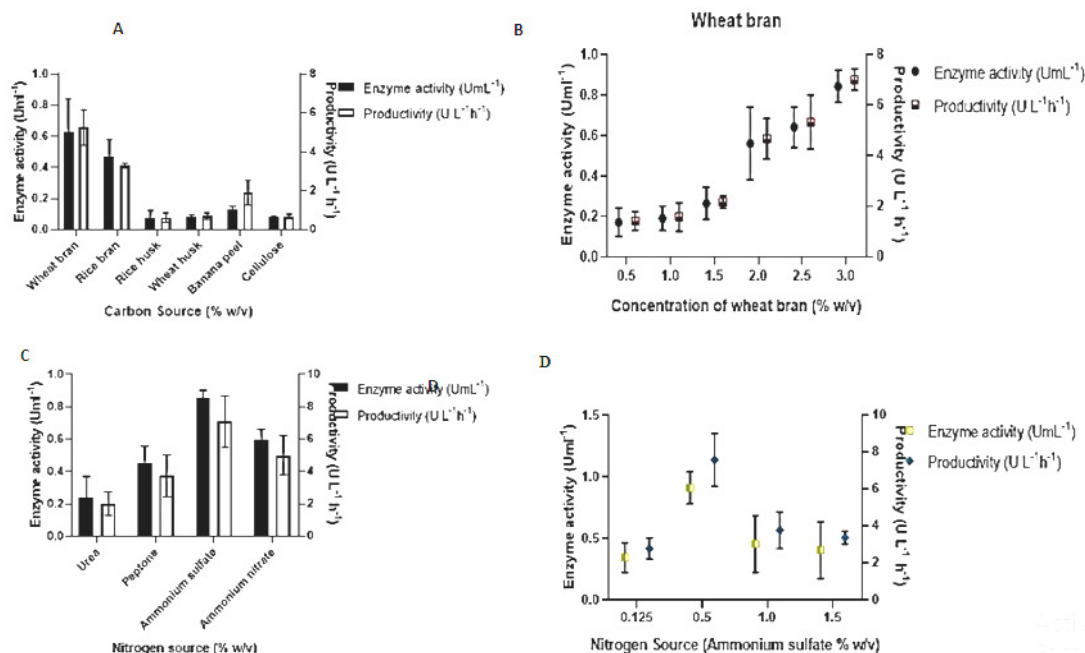 A
Enzyme activity (Uml⁻¹)
1.0
0.8
0.6
0.4
0.2
0.0
8
6
4
2
0
Productivity (U L⁻¹ h⁻¹)
Enzyme activity (UmL⁻¹)
Productivity (U L⁻¹h⁻¹)
Wheat bran
Rice bran
Rice husk
Wheat husk
Banana peel
Cellulose
Carbon Source (% w/v)
B
Wheat bran
Enzyme activity (Uml⁻¹)
1.0
0.8
0.6
0.4
0.2
0.0
8
6
4
2
0
Productivity (U L⁻¹ h⁻¹)
Enzyme activity (UmL⁻¹)
Productivity (U L⁻¹h⁻¹)
0.5 1.0 1.5 2.0 2.5 3.0
Concentration of wheat bran (% w/v)
C
Enzyme activity (Uml⁻¹)
1.0
0.8
0.6
0.4
0.2
0.0
10
8
6
4
2
0
Productivity (U L⁻¹ h⁻¹)
D
Enzyme activity (UmL⁻¹)
Productivity (U L⁻¹h⁻¹)
Urea
Peptone
Ammonium sulfate
Ammonium nitrate
Nitrogen source (% w/v)
D
Enzyme activity (Uml⁻¹)
1.5
1.0
0.5
0.0
10
8
6
4
2
0
Productivity (U L⁻¹ h⁻¹)
Enzyme activity (UmL⁻¹)
Productivity (U L⁻¹h⁻¹)
0.125 0.5 1.0 1.5
Nitrogen Source (Ammonium sulfate % w/v)